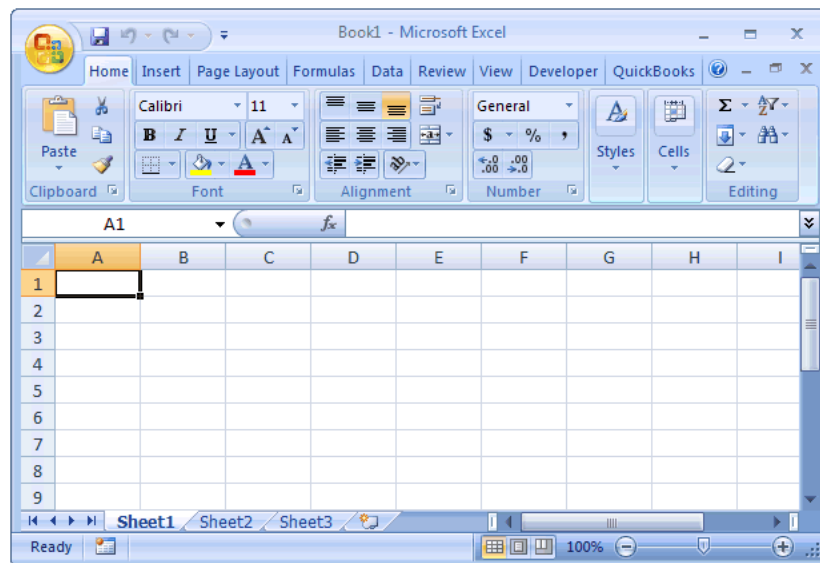 Book1 - Microsoft Excel
Home Insert Page Layout Formulas Data Review View Developer QuickBooks
Calibri 11 General Σ
B I U A A $ % , Styles Cells
Paste A .00 .0 .00 .0
Clipboard Font Alignment Number Editing
A1 fx
A B C D E F G H I
1
2
3
4
5
6
7
8
9
Sheet1 Sheet2 Sheet3
Ready 100%